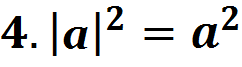 4. |a|² = a²